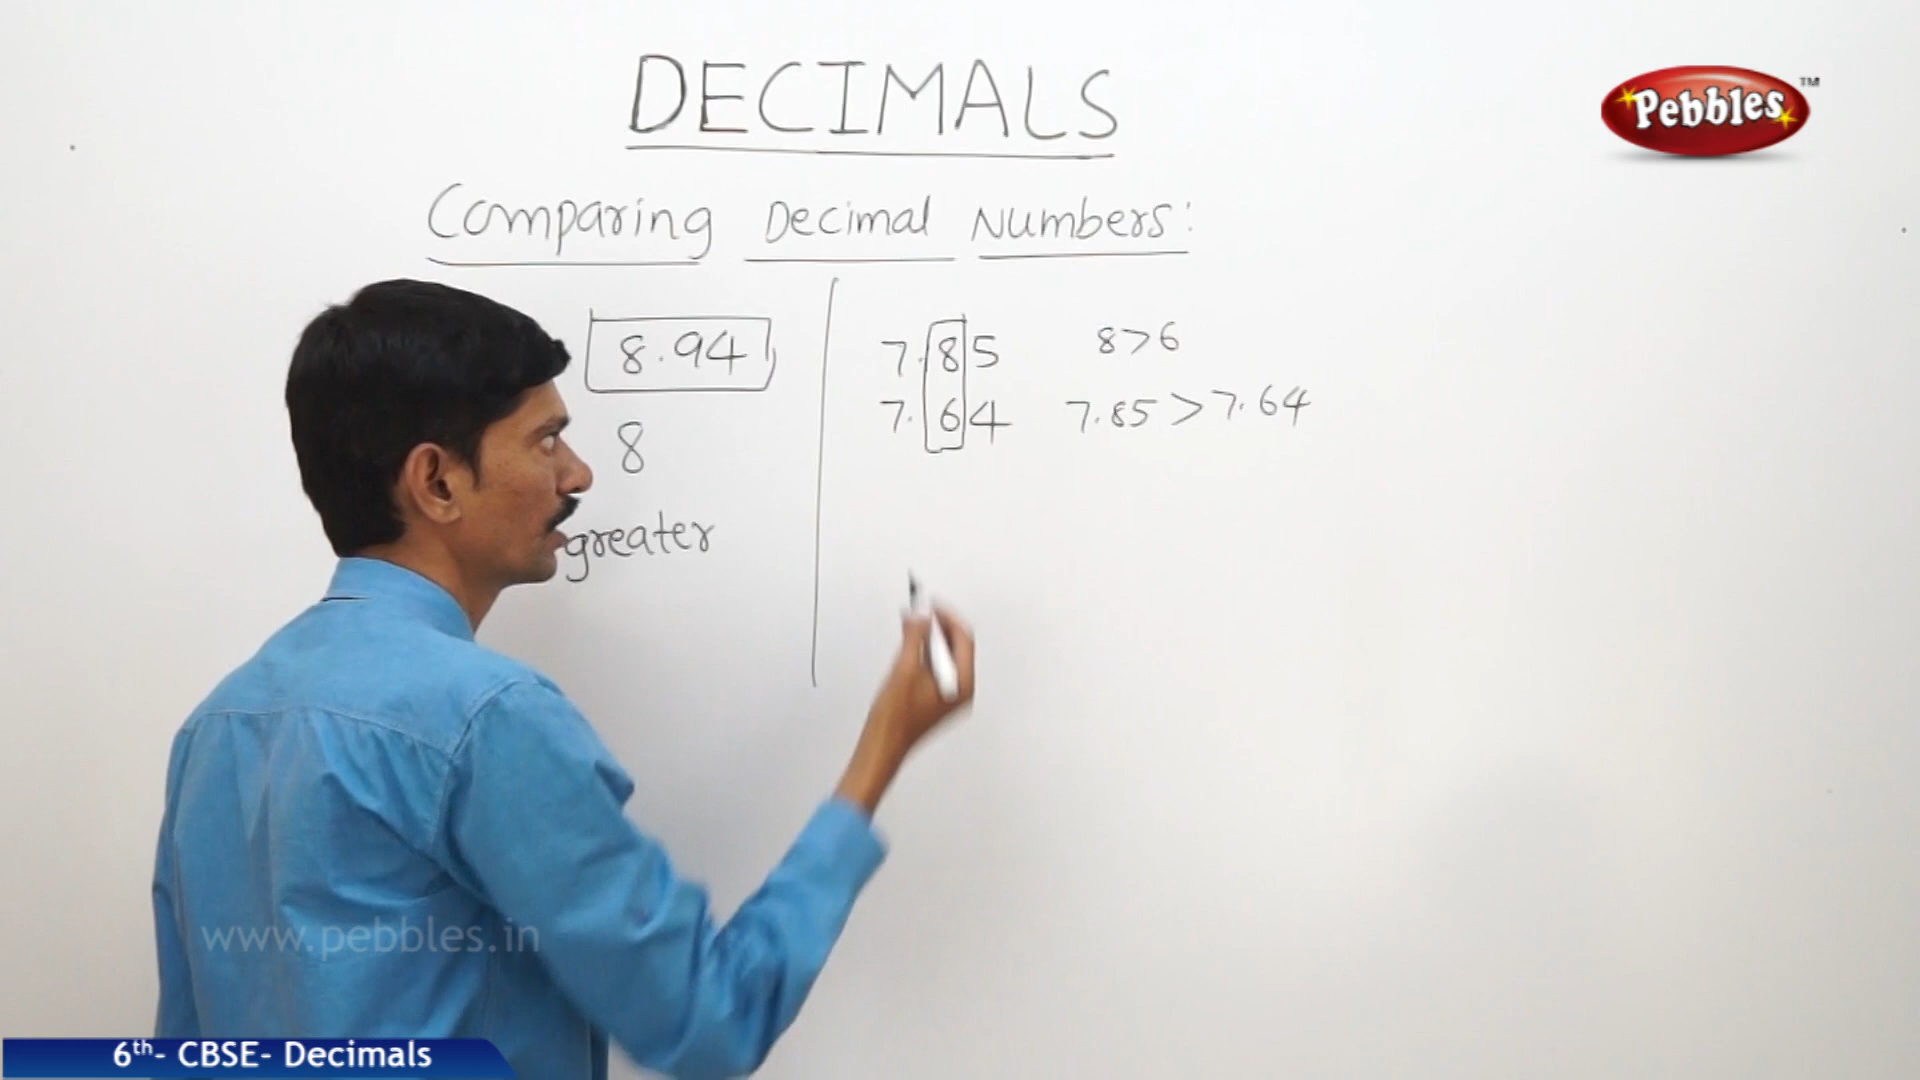 DECIMALS
Pebbles™
Comparing Decimal Numbers:
8.94
8
greater
7.85 8>6
7.64 7.85 > 7.64
www.pebbles.in
6th- CBSE- Decimals